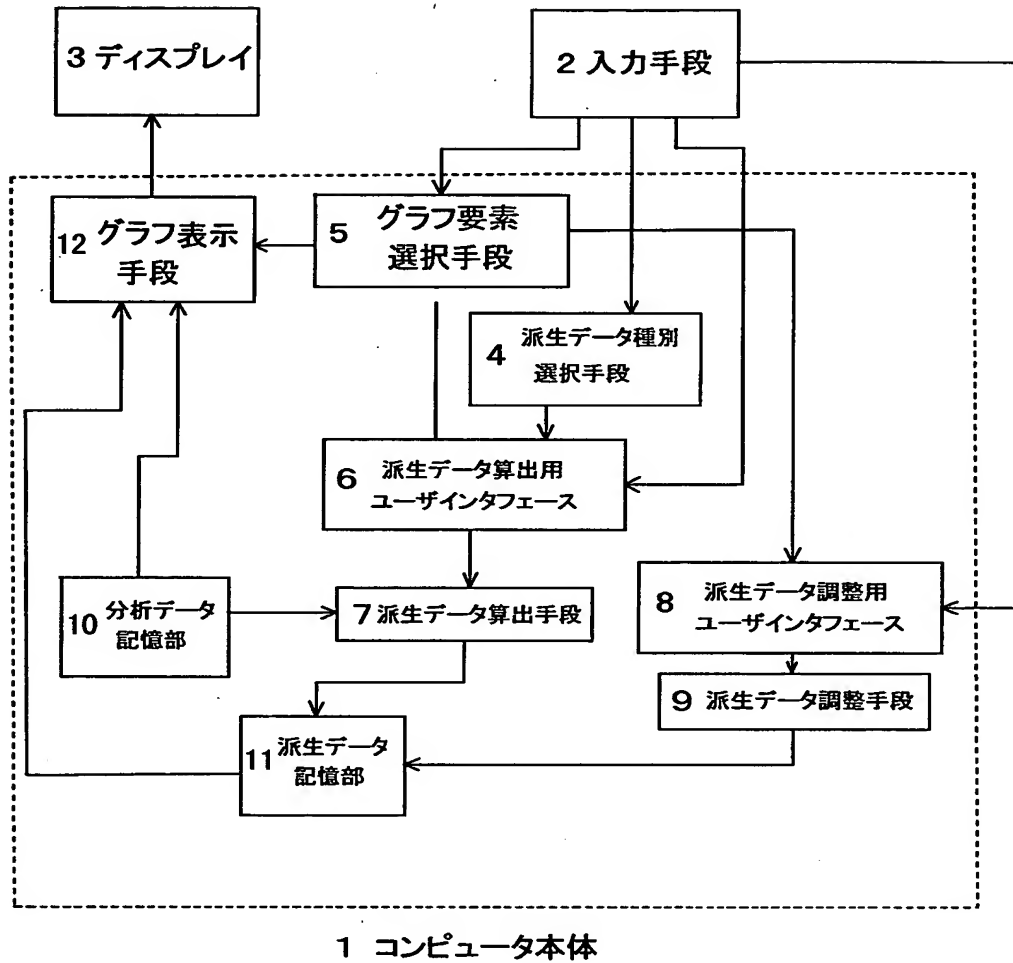 3 ディスプレイ
2 入力手段
12 グラフ表示
手段
5 グラフ要素
選択手段
4 派生データ種別
選択手段
6 派生データ算出用
ユーザインタフェース
10 分析データ
記憶部
7 派生データ算出手段
8 派生データ調整用
ユーザインタフェース
9 派生データ調整手段
11 派生データ
記憶部
1 コンピュータ本体